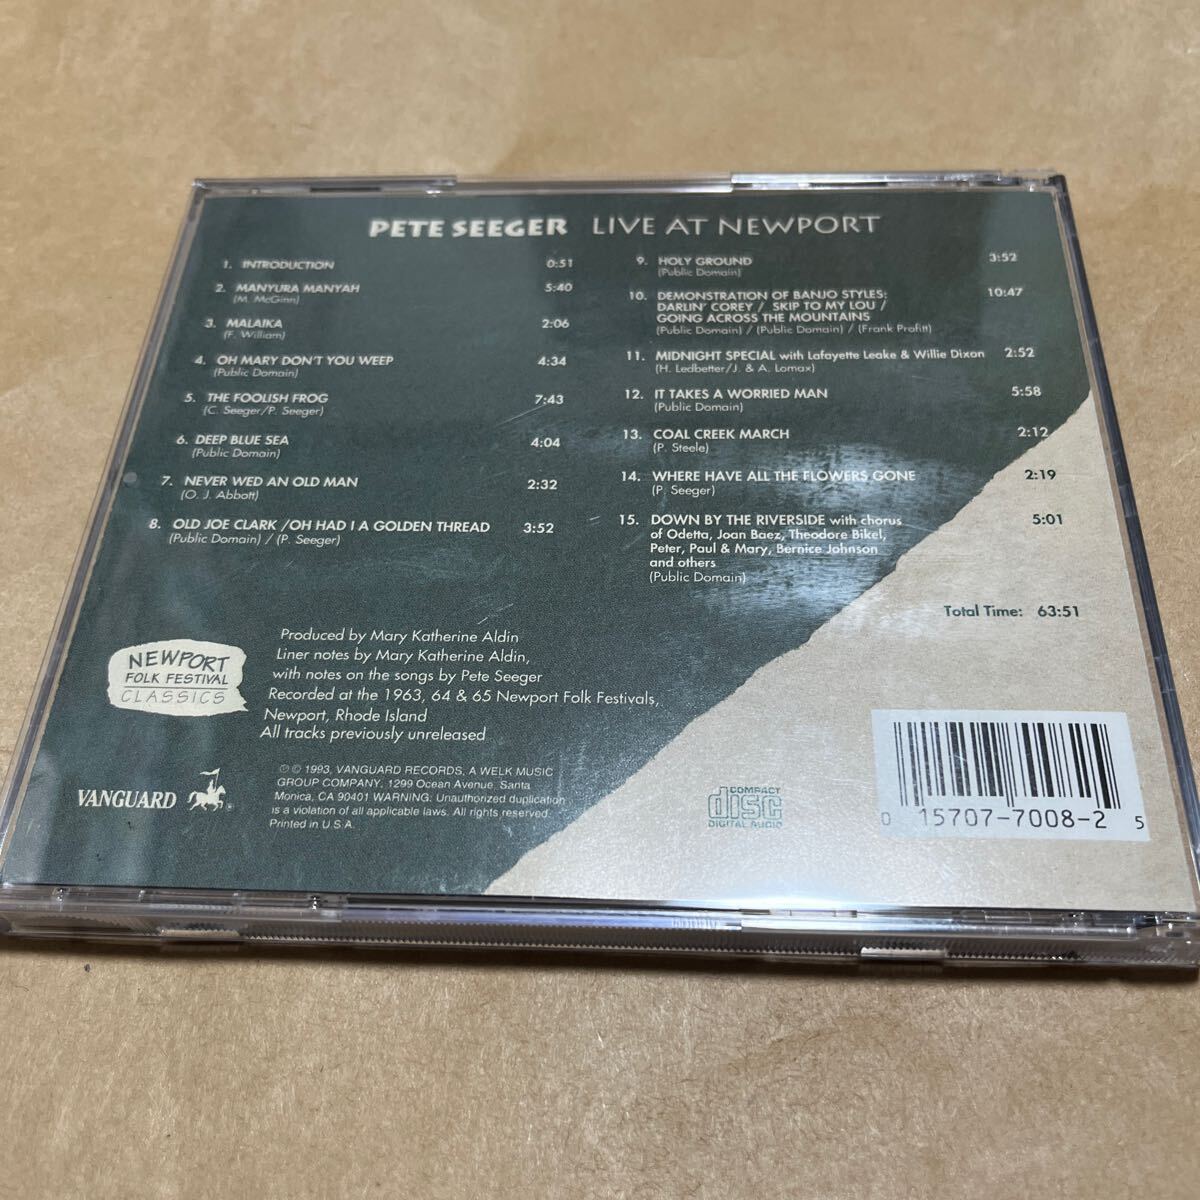 PETE SEEGER LIVE AT NEWPORT
1. INTRODUCTION 0:51
2. MANYURA MANYAH 5:40
(M. McGinn)
3. MALAIKA 2:06
(F. William)
4. OH MARY DON'T YOU WEEP 4:34
(Public Domain)
5. THE FOOLISH FROG 7:43
(C. Seeger/P. Seeger)
6. DEEP BLUE SEA 4:04
(Public Domain)
7. NEVER WED AN OLD MAN 2:32
(O. J. Abbott)
8. OLD JOE CLARK /OH HAD I A GOLDEN THREAD 3:52
(Public Domain) / (P. Seeger)
9. HOLY GROUND 3:52
(Public Domain)
10. DEMONSTRATION OF BANJO STYLES: 10:47
DARLIN' COREY / SKIP TO MY LOU /
GOING ACROSS THE MOUNTAINS
(Public Domain) / (Public Domain) / (Frank Profitt)
11. MIDNIGHT SPECIAL with Lafayette Leake & Willie Dixon 2:52
(H. Ledbetter/J. & A. Lomax)
12. IT TAKES A WORRIED MAN 5:58
(Public Domain)
13. COAL CREEK MARCH 2:12
(P. Steele)
14. WHERE HAVE ALL THE FLOWERS GONE 2:19
(P. Seeger)
15. DOWN BY THE RIVERSIDE with chorus 5:01
of Odetta, Joan Baez, Theodore Bikel,
Peter, Paul & Mary, Bernice Johnson
and others
(Public Domain)
Total Time: 63:51
Produced by Mary Katherine Aldin
Liner notes by Mary Katherine Aldin,
with notes on the songs by Pete Seeger
Recorded at the 1963, 64 & 65 Newport Folk Festivals,
Newport, Rhode Island
All tracks previously unreleased
NEWPORT
FOLK FESTIVAL
CLASSICS
VANGUARD ®
℗ © 1993, VANGUARD RECORDS, A WELK MUSIC
GROUP COMPANY, 1299 Ocean Avenue, Santa
Monica, CA 90401 WARNING: Unauthorized duplication
is a violation of all applicable laws. All rights reserved.
Printed in U.S.A.
COMPACT
disc
DIGITAL AUDIO
0 15707-7008-2 5